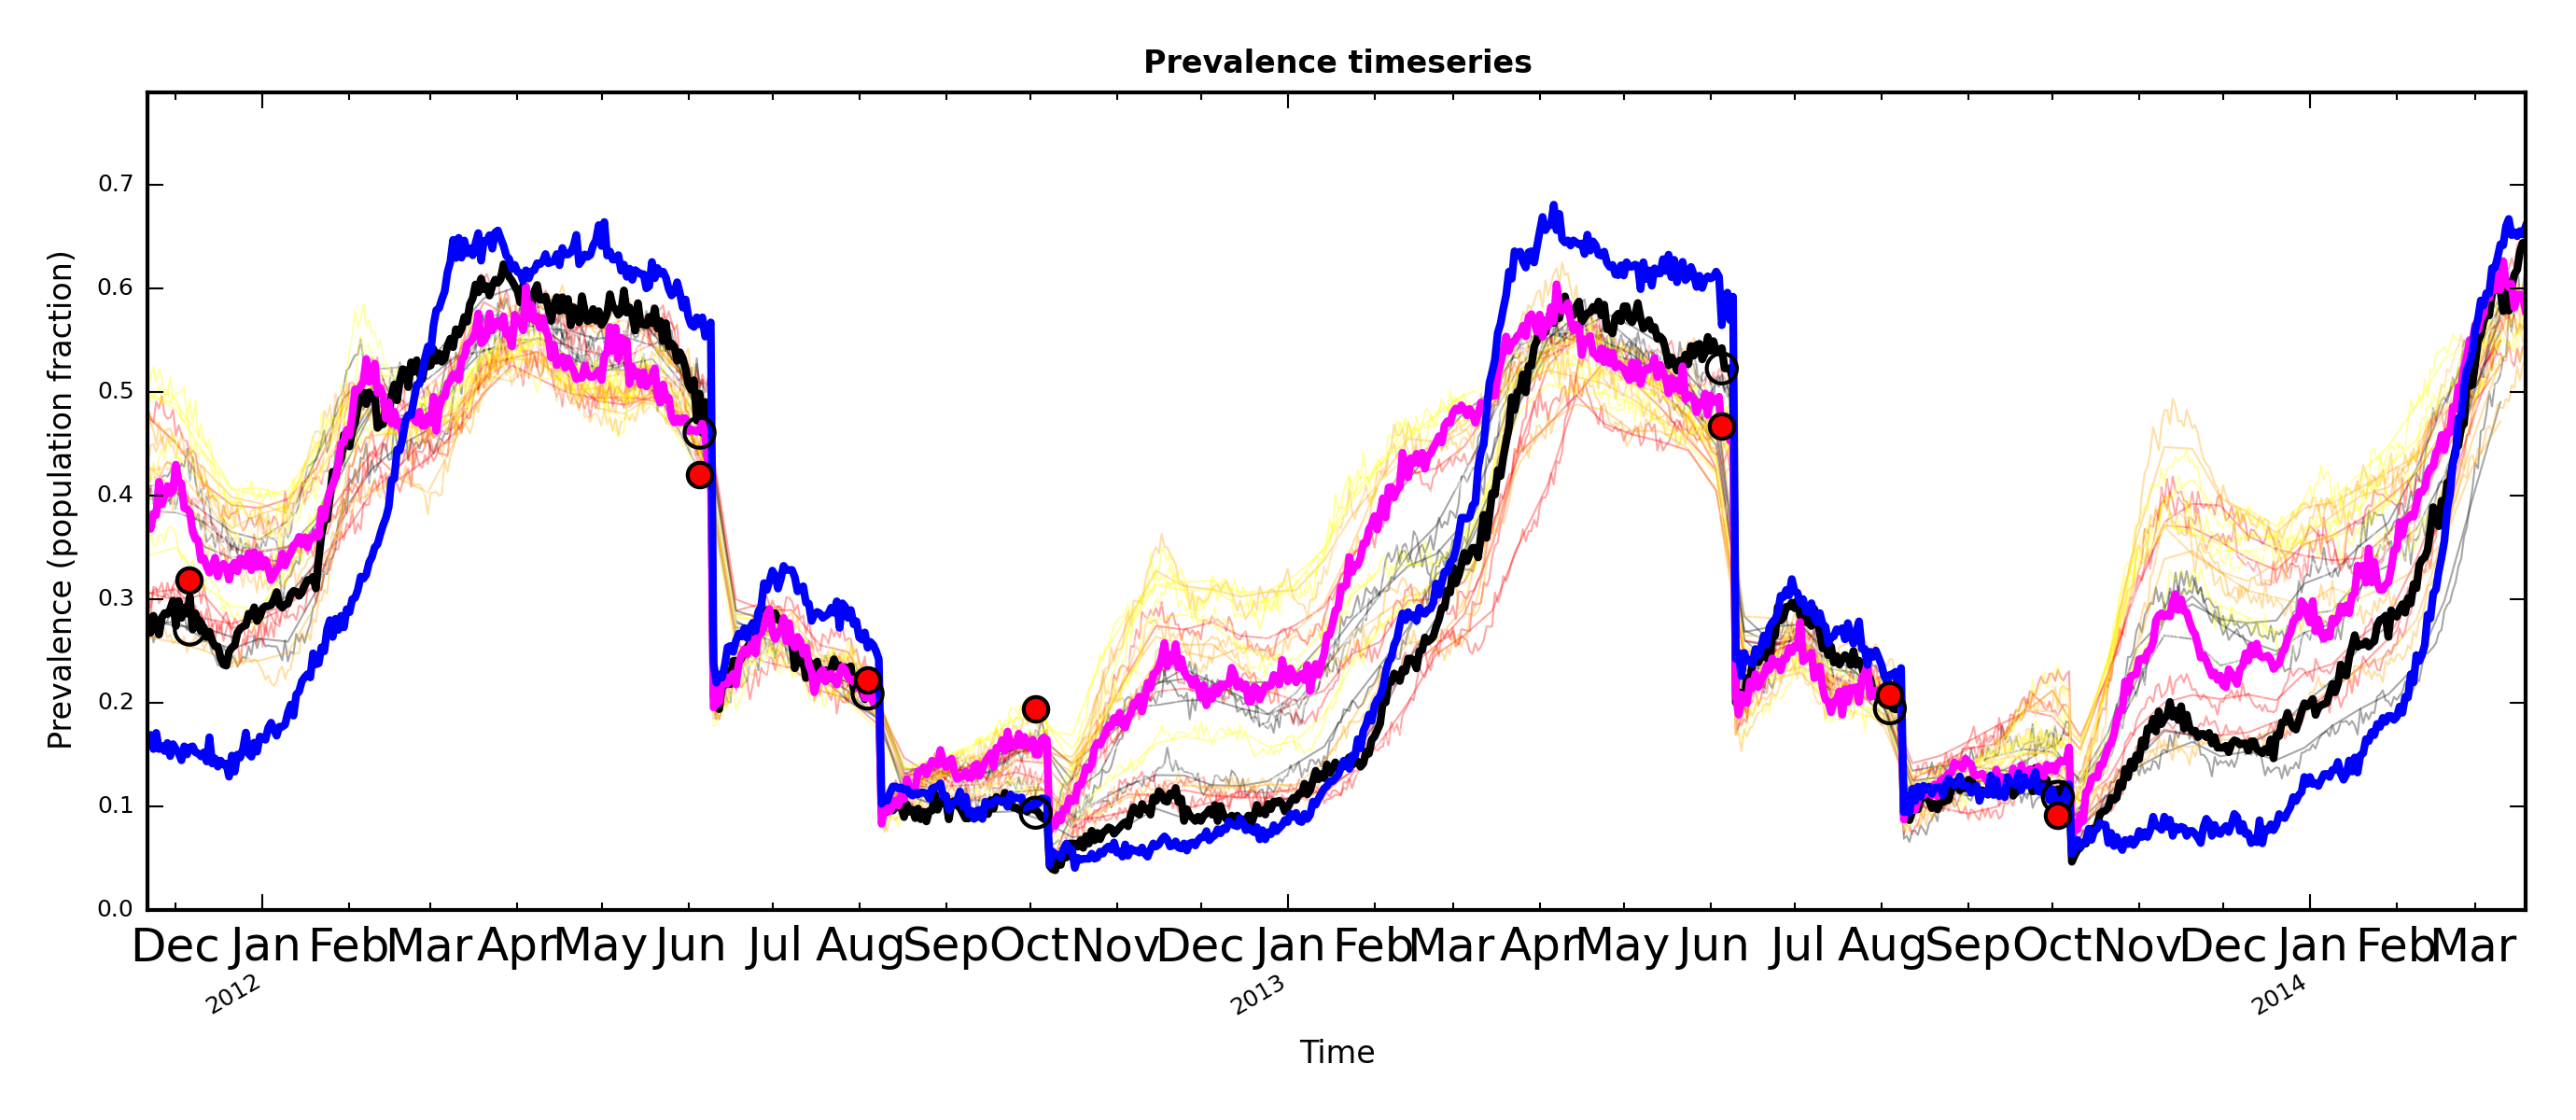 Prevalence timeseries
Prevalence (population fraction)
0.7
0.6
0.5
0.4
0.3
0.2
0.1
0.0
Dec Jan Feb Mar Apr May Jun Jul Aug Sep Oct Nov Dec Jan Feb Mar Apr May Jun Jul Aug Sep Oct Nov Dec Jan Feb Mar
2012 2013 2014
Time